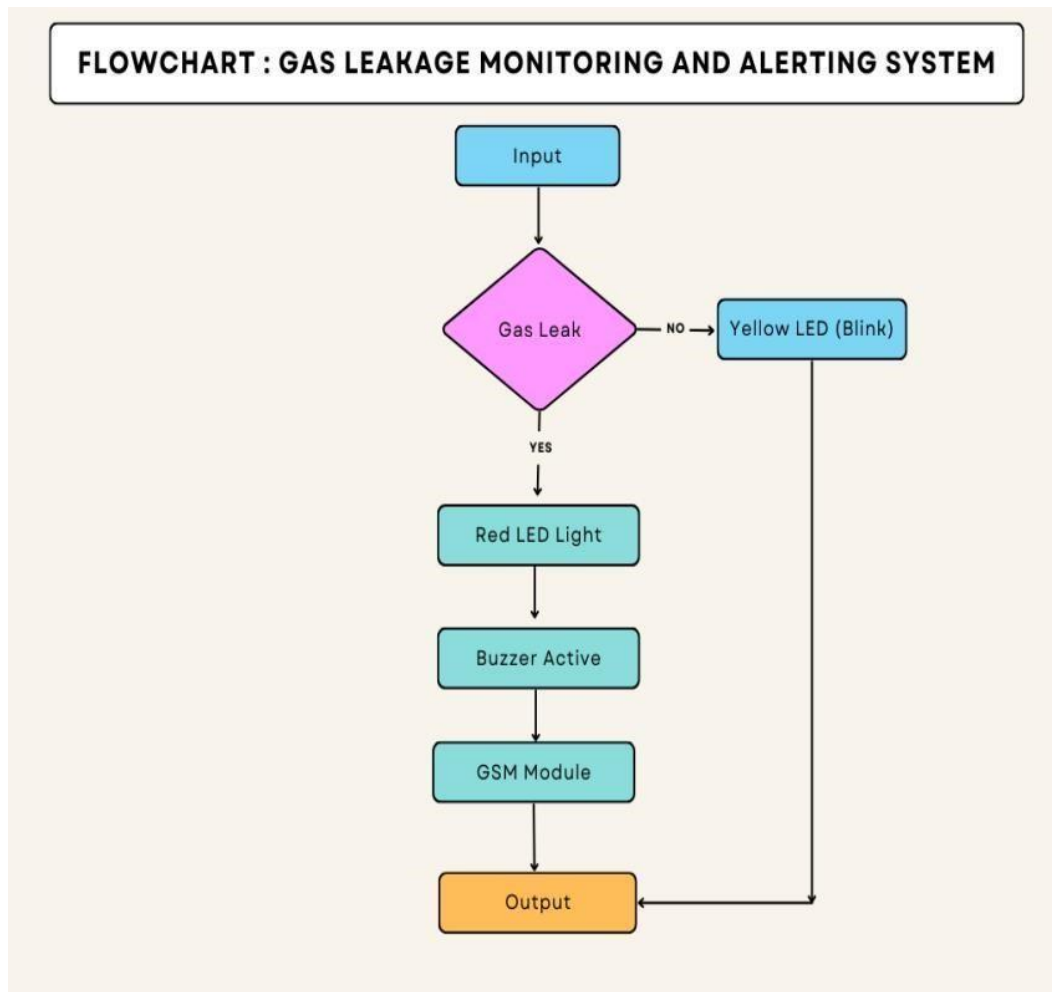 FLOWCHART : GAS LEAKAGE MONITORING AND ALERTING SYSTEM
Input
Gas Leak
NO
Yellow LED (Blink)
YES
Red LED Light
Buzzer Active
GSM Module
Output